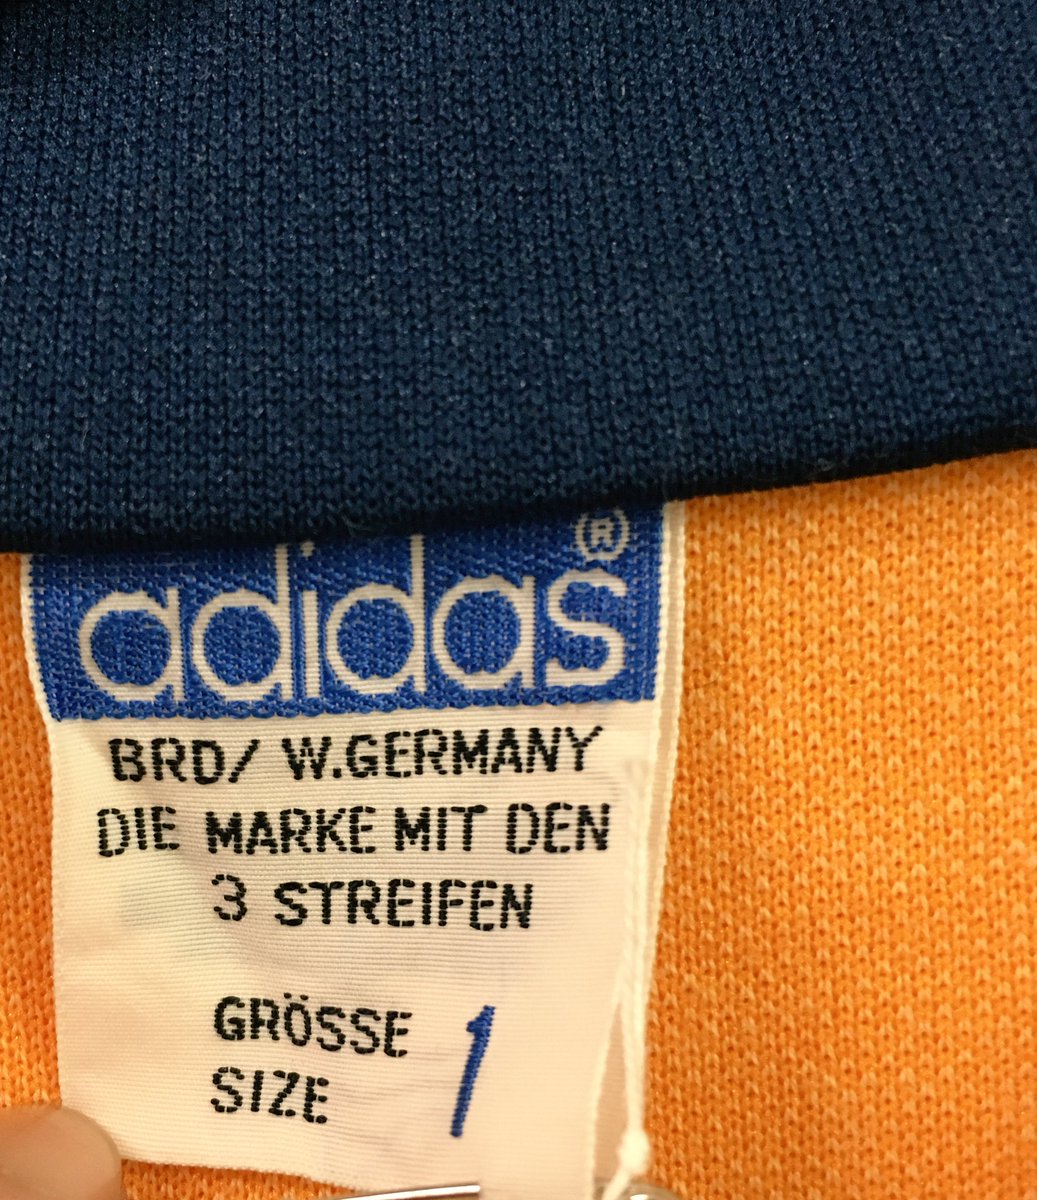 adidas®
BRD/ W.GERMANY
DIE MARKE MIT DEN
3 STREIFEN
GRÖSSE 1
SIZE